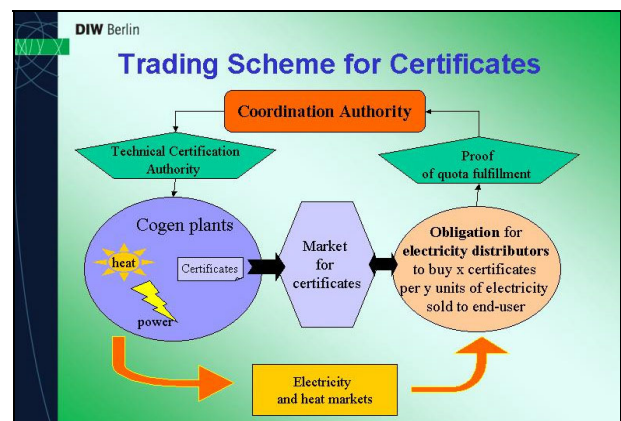 DIW Berlin
Trading Scheme for Certificates
Coordination Authority
Technical Certification
Authority
Proof
of quota fulfillment
Cogen plants
heat
Certificates
power
Market
for
certificates
Obligation for
electricity distributors
to buy x certificates
per y units of electricity
sold to end-user
Electricity
and heat markets